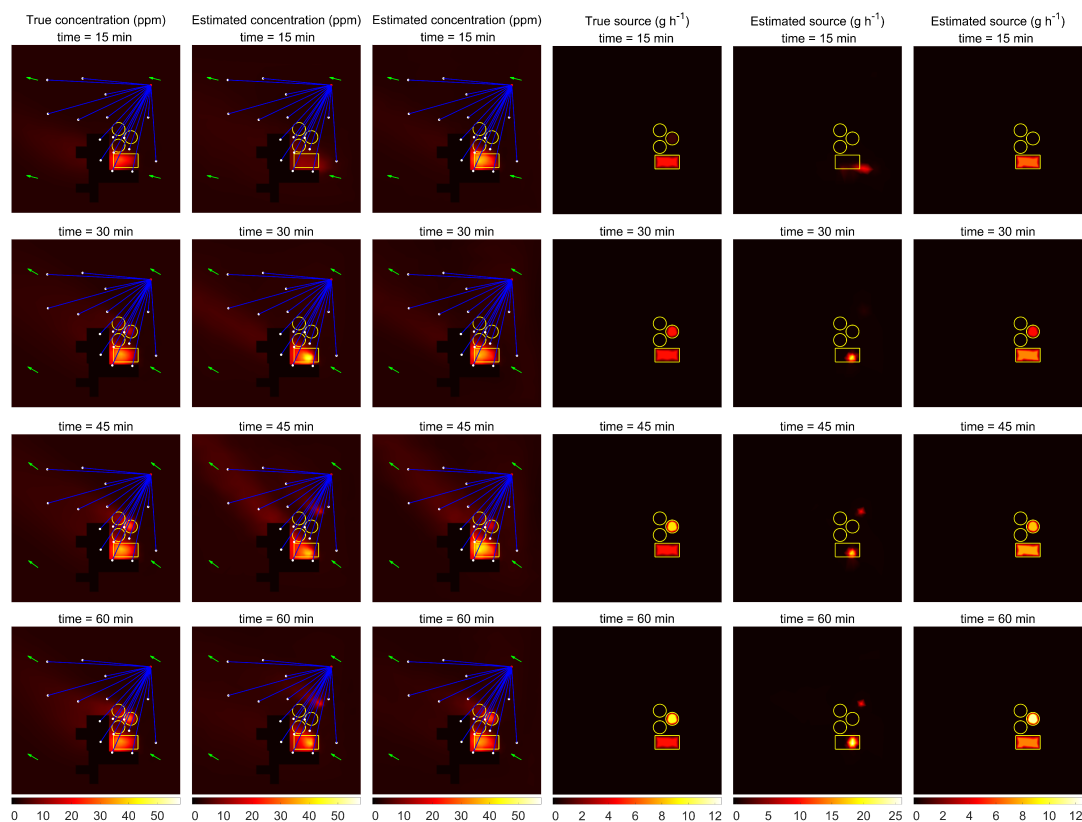 True concentration (ppm) Estimated concentration (ppm) Estimated concentration (ppm) True source (g h⁻¹) Estimated source (g h⁻¹) Estimated source (g h⁻¹)
time = 15 min time = 15 min time = 15 min time = 15 min time = 15 min time = 15 min
time = 30 min time = 30 min time = 30 min time = 30 min time = 30 min time = 30 min
time = 45 min time = 45 min time = 45 min time = 45 min time = 45 min time = 45 min
time = 60 min time = 60 min time = 60 min time = 60 min time = 60 min time = 60 min
0 10 20 30 40 50 0 10 20 30 40 50 0 10 20 30 40 50 0 2 4 6 8 10 12 0 5 10 15 20 25 0 2 4 6 8 10 12